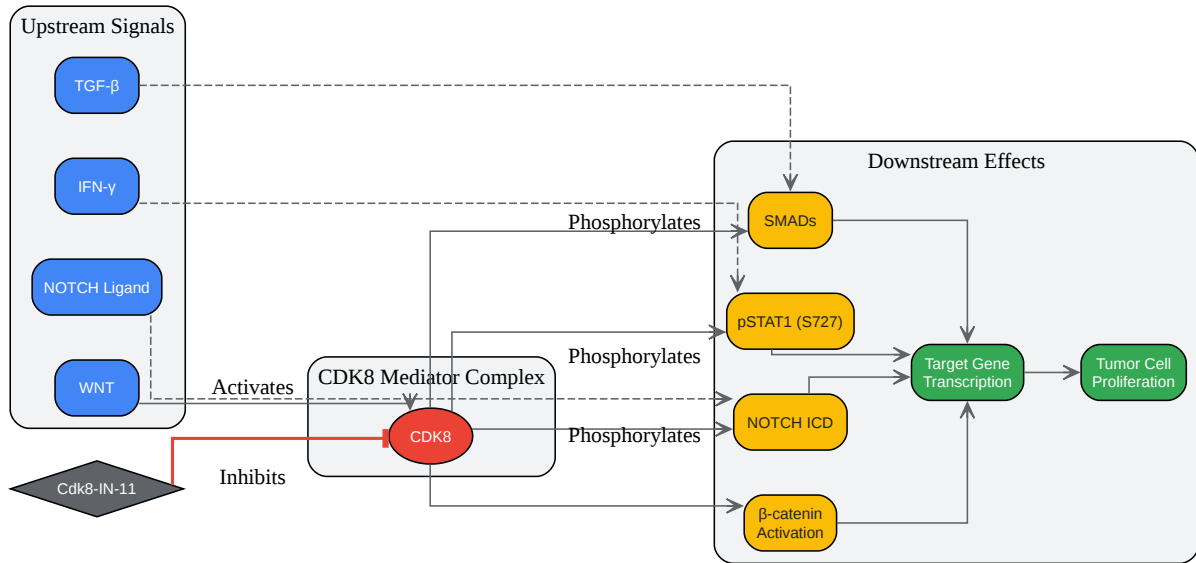 Upstream Signals
TGF-β
IFN-γ
NOTCH Ligand
WNT
Cdk8-IN-11
Activates
Inhibits
CDK8 Mediator Complex
CDK8
Phosphorylates
Phosphorylates
Phosphorylates
Downstream Effects
SMADs
pSTAT1 (S727)
NOTCH ICD
β-catenin
Activation
Target Gene
Transcription
Tumor Cell
Proliferation